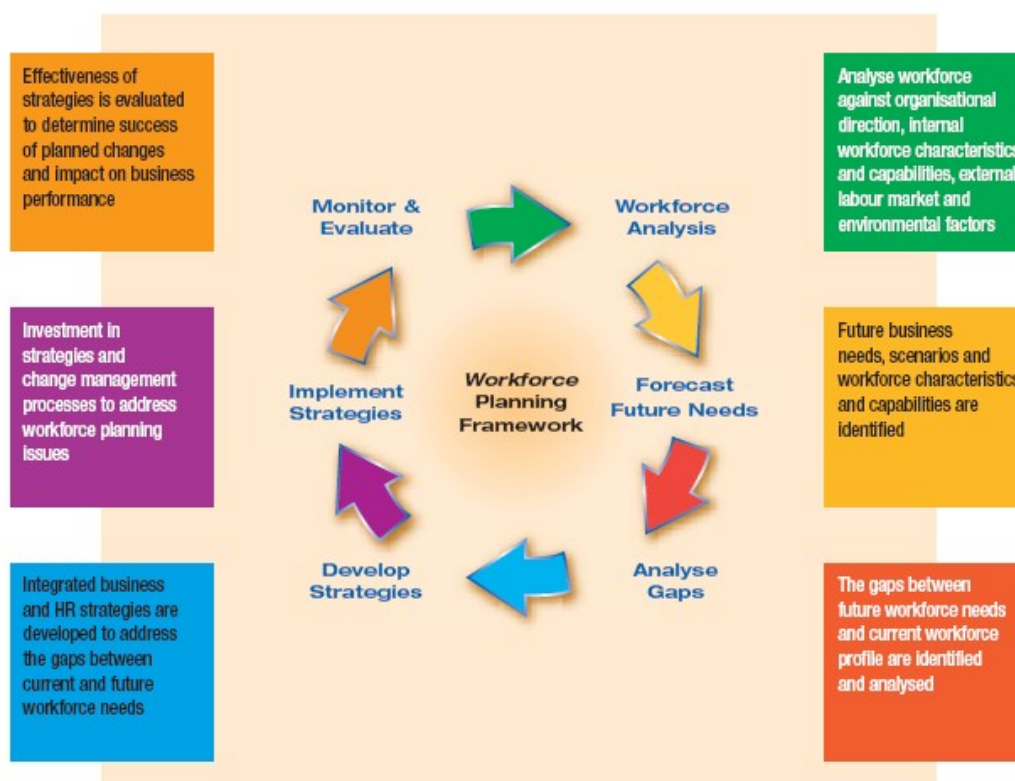 Effectiveness of
strategies is evaluated
to determine success
of planned changes
and impact on business
performance
Analyse workforce
against organisational
direction, internal
workforce characteristics
and capabilities, external
labour market and
environmental factors
Monitor &
Evaluate
Workforce
Analysis
Investment in
strategies and
change management
processes to address
workforce planning
issues
Implement
Strategies
Workforce
Planning
Framework
Forecast
Future Needs
Future business
needs, scenarios and
workforce characteristics
and capabilities are
identified
Integrated business
and HR strategies are
developed to address
the gaps between
current and future
workforce needs
Develop
Strategies
Analyse
Gaps
The gaps between
future workforce needs
and current workforce
profile are identified
and analysed